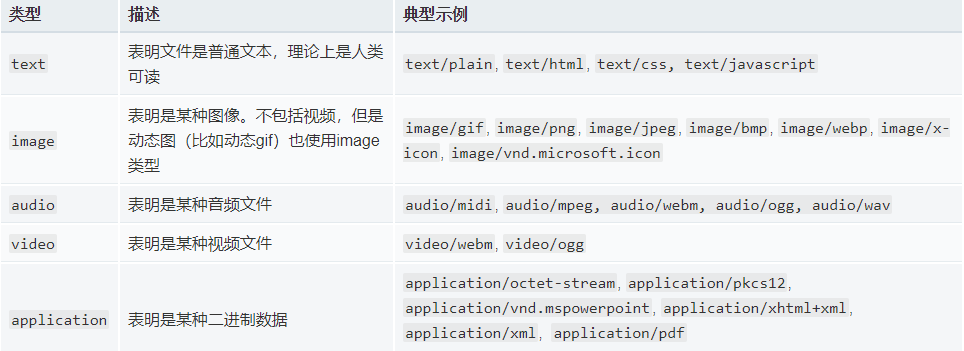 类型 描述 典型示例
text 表明文件是普通文本，理论上是人类可读 text/plain, text/html, text/css, text/javascript
image 表明是某种图像。不包括视频，但是动态图（比如动态gif）也使用image类型 image/gif, image/png, image/jpeg, image/bmp, image/webp, image/x-icon, image/vnd.microsoft.icon
audio 表明是某种音频文件 audio/midi, audio/mpeg, audio/webm, audio/ogg, audio/wav
video 表明是某种视频文件 video/webm, video/ogg
application 表明是某种二进制数据 application/octet-stream, application/pkcs12, application/vnd.mspowerpoint, application/xhtml+xml, application/xml, application/pdf